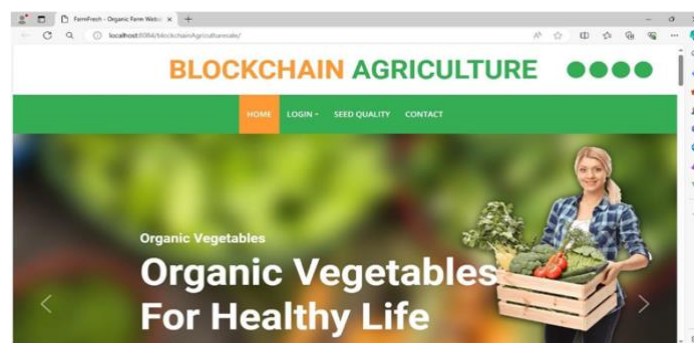 FarmFresh - Organic Farm Websi
localhost:8084/blockchainAgriculturesale/
BLOCKCHAIN AGRICULTURE
HOME LOGIN SEED QUALITY CONTACT
Organic Vegetables
Organic Vegetables
For Healthy Life